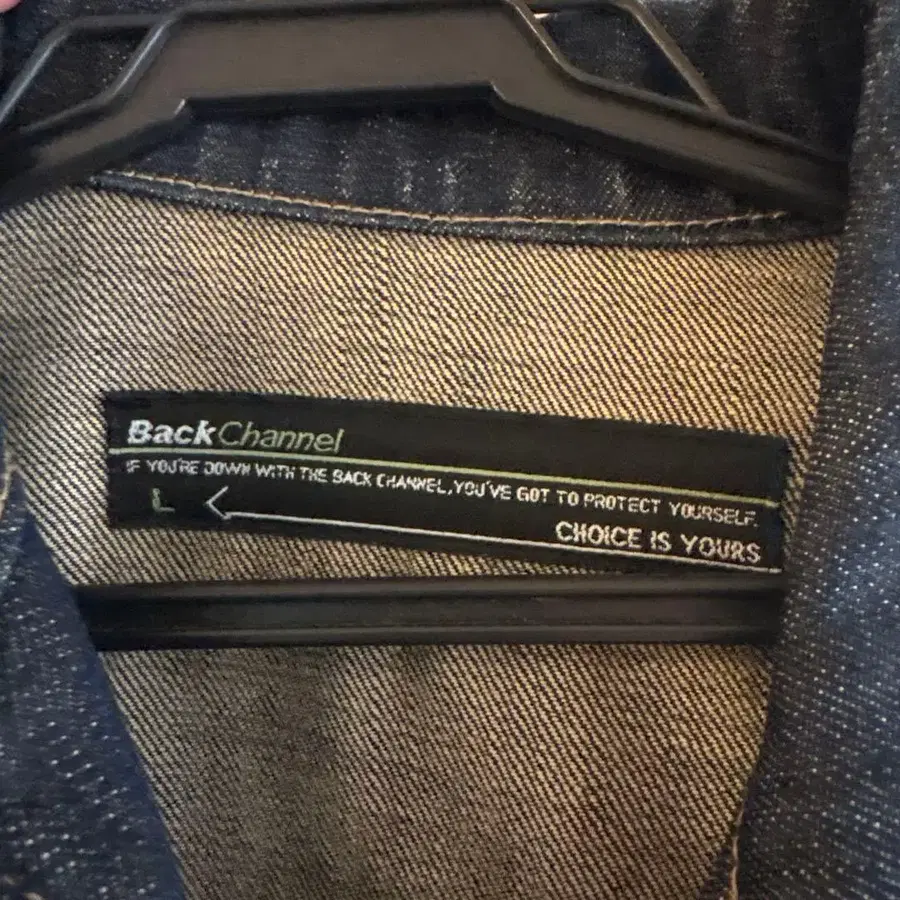 BackChannel
IF YOU'RE DOWN WITH THE BACK CHANNEL, YOU'VE GOT TO PROTECT YOURSELF.
L
CHOICE IS YOURS